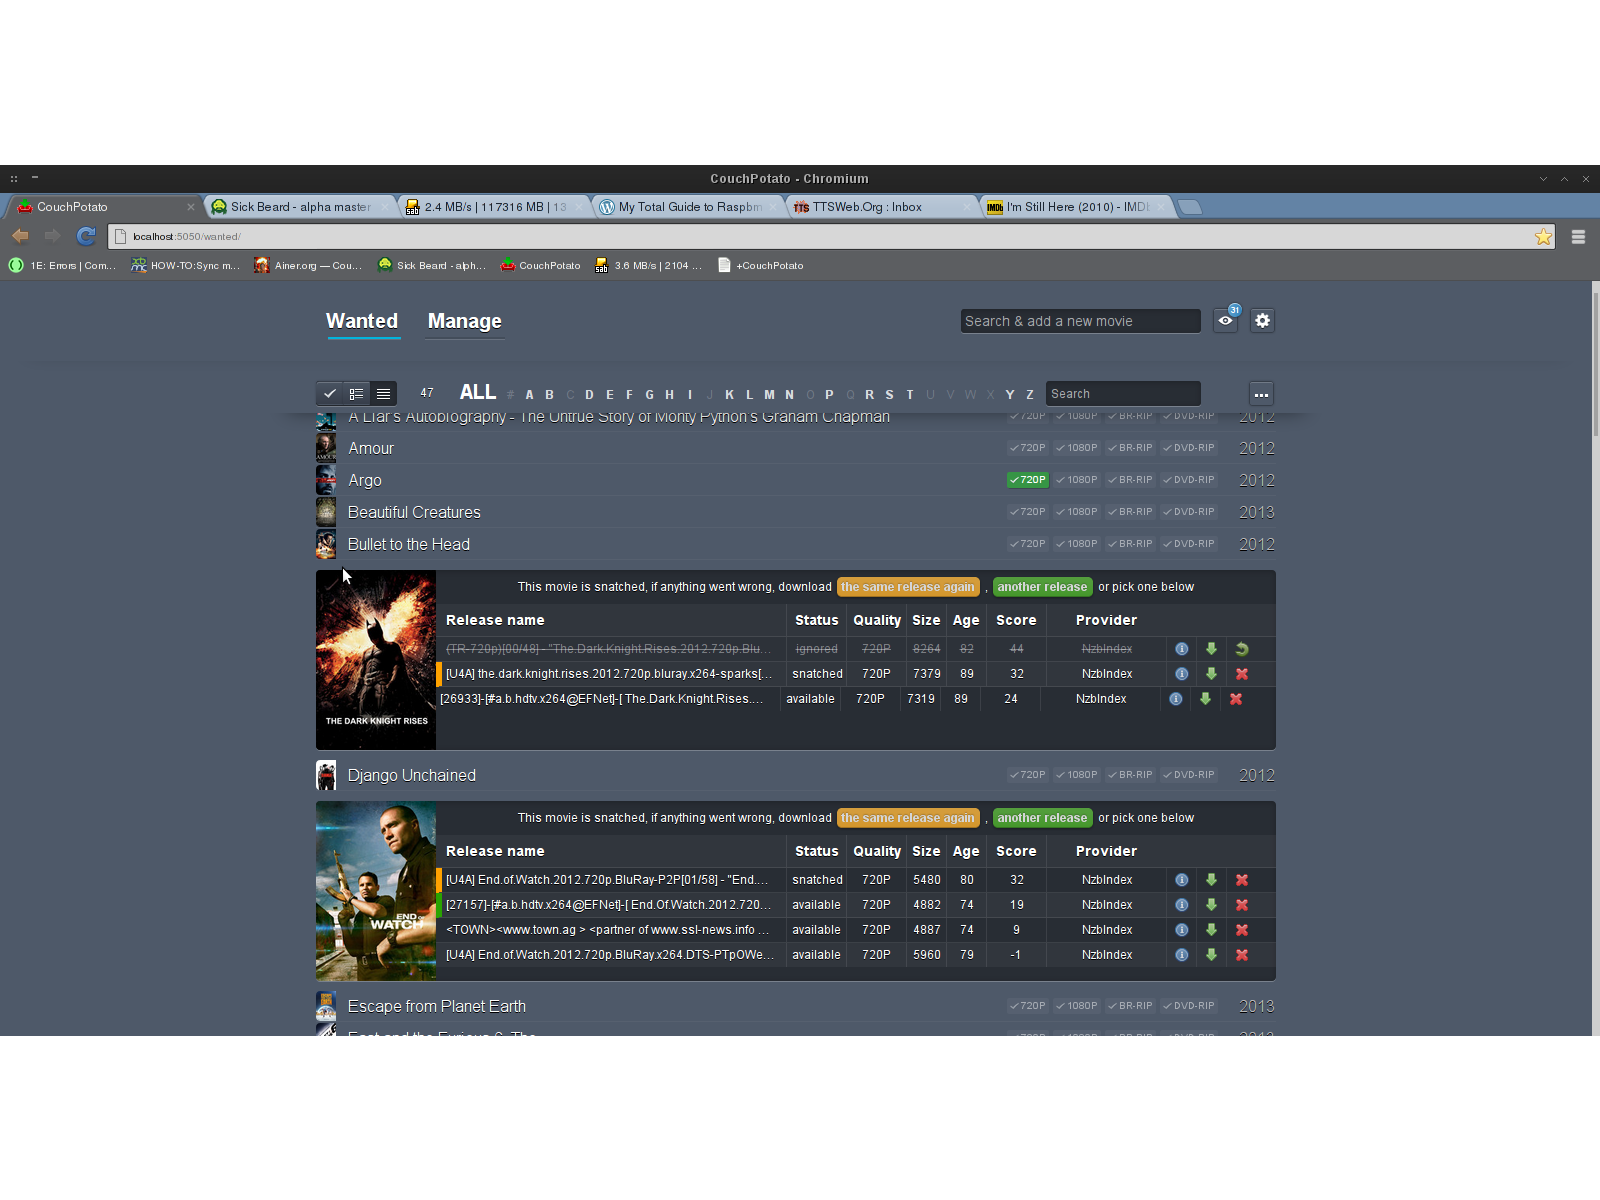 CouchPotato - Chromium
CouchPotato Sick Beard - alpha master 2.4 MB/s | 117316 MB | 13 My Total Guide to Raspbm TTSWeb.Org : Inbox IMDb I'm Still Here (2010) - IMD
localhost:5050/wanted/
1E: Errors | Com... HOW-TO:Sync m... Ainer.org — Cou... Sick Beard - alph... CouchPotato sab 3.6 MB/s | 2104 ... +CouchPotato
Wanted Manage Search & add a new movie 31
47 ALL # A B C D E F G H I J K L M N O P Q R S T U V W X Y Z Search ...
A Liar's Autobiography - The Untrue Story of Monty Python's Graham Chapman 720P 1080P BR-RIP DVD-RIP 2012
Amour 720P 1080P BR-RIP DVD-RIP 2012
Argo 720P 1080P BR-RIP DVD-RIP 2012
Beautiful Creatures 720P 1080P BR-RIP DVD-RIP 2013
Bullet to the Head 720P 1080P BR-RIP DVD-RIP 2012
This movie is snatched, if anything went wrong, download the same release again , another release or pick one below
Release name Status Quality Size Age Score Provider
(TR-720p)[00/48] - "The.Dark.Knight.Rises.2012.720p.Blu... ignored 720P 8264 82 44 NzbIndex
[U4A] the.dark.knight.rises.2012.720p.bluray.x264-sparks[... snatched 720P 7379 89 32 NzbIndex
[26933]-[#a.b.hdtv.x264@EFNet]-[ The.Dark.Knight.Rises.... available 720P 7319 89 24 NzbIndex
THE DARK KNIGHT RISES
Django Unchained 720P 1080P BR-RIP DVD-RIP 2012
This movie is snatched, if anything went wrong, download the same release again , another release or pick one below
Release name Status Quality Size Age Score Provider
[U4A] End.of.Watch.2012.720p.BluRay-P2P[01/58] - "End.... snatched 720P 5480 80 32 NzbIndex
[27157]-[#a.b.hdtv.x264@EFNet]-[ End.Of.Watch.2012.720... available 720P 4882 74 19 NzbIndex
<TOWN><www.town.ag > <partner of www.ssl-news.info ... available 720P 4887 74 9 NzbIndex
[U4A] End.of.Watch.2012.720p.BluRay.x264.DTS-PTpOWe... available 720P 5960 79 -1 NzbIndex
END OF
WATCH
Escape from Planet Earth 720P 1080P BR-RIP DVD-RIP 2013
Fast and the Furious 6, The 2013